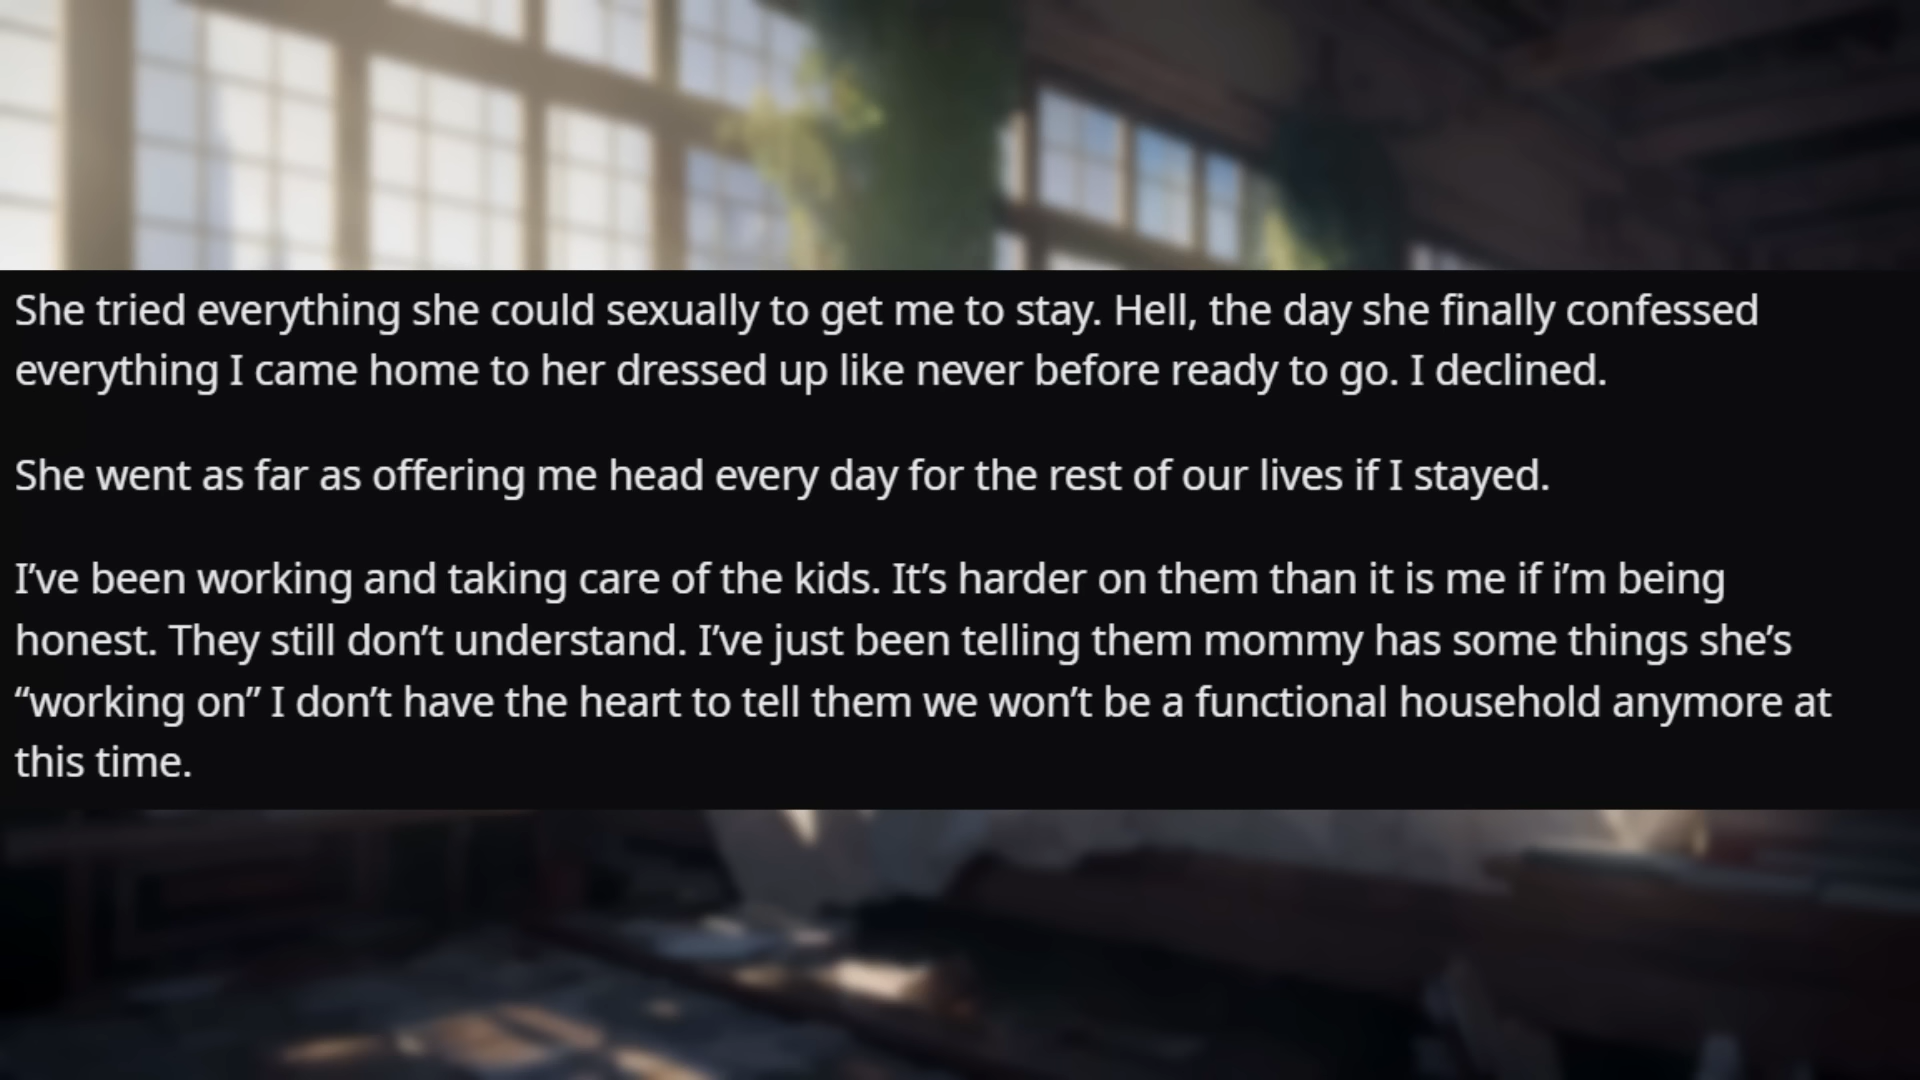 She tried everything she could sexually to get me to stay. Hell, the day she finally confessed
everything I came home to her dressed up like never before ready to go. I declined.
She went as far as offering me head every day for the rest of our lives if I stayed.
I’ve been working and taking care of the kids. It’s harder on them than it is me if i’m being
honest. They still don’t understand. I’ve just been telling them mommy has some things she’s
“working on” I don’t have the heart to tell them we won’t be a functional household anymore at
this time.